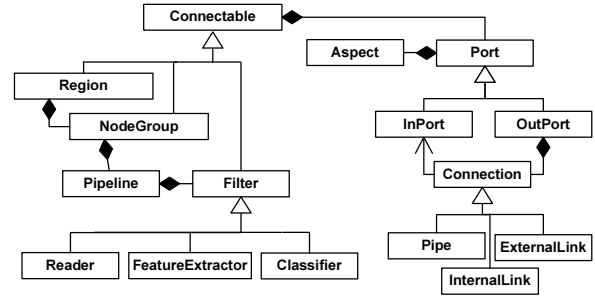 Connectable
Aspect
Port
Region
NodeGroup
InPort
OutPort
Pipeline
Filter
Connection
Pipe
ExternalLink
Reader
FeatureExtractor
Classifier
InternalLink